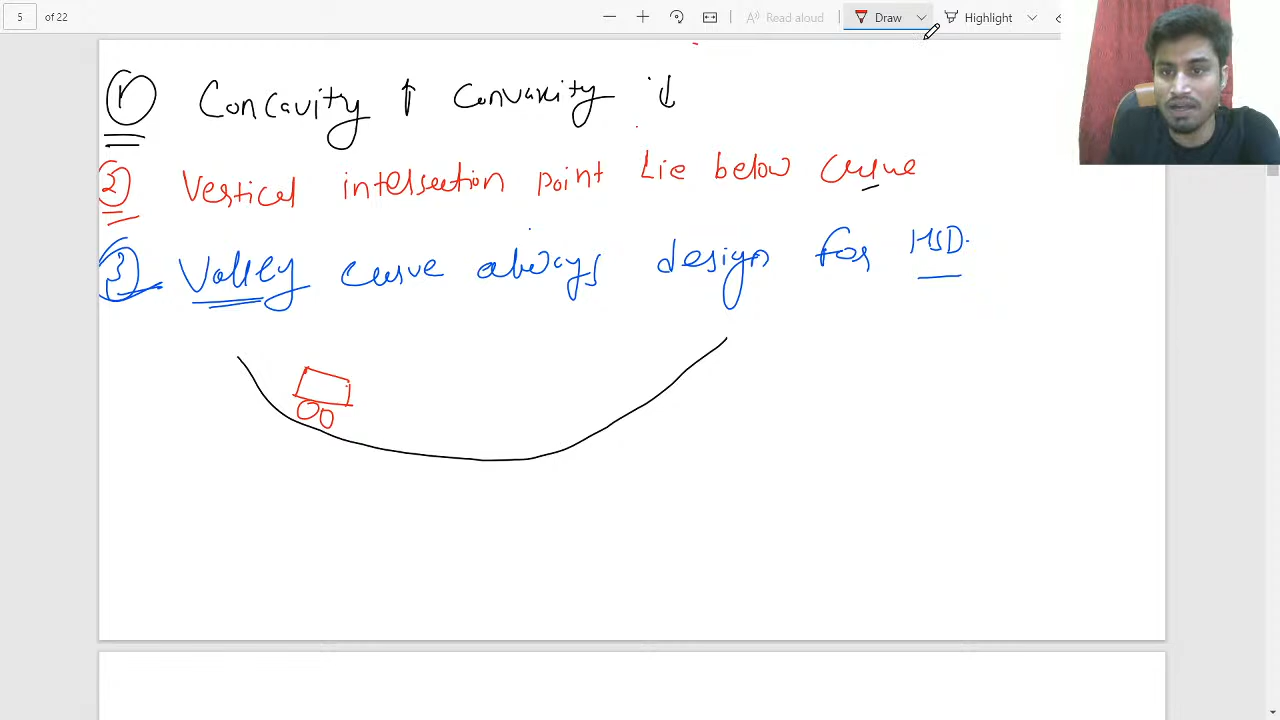 5 of 22 Read aloud Draw Highlight
1 Concavity ↑ Convaxity ↓
2 Vertical intersection point Lie below curve
3 Valley curve always design for HSD.